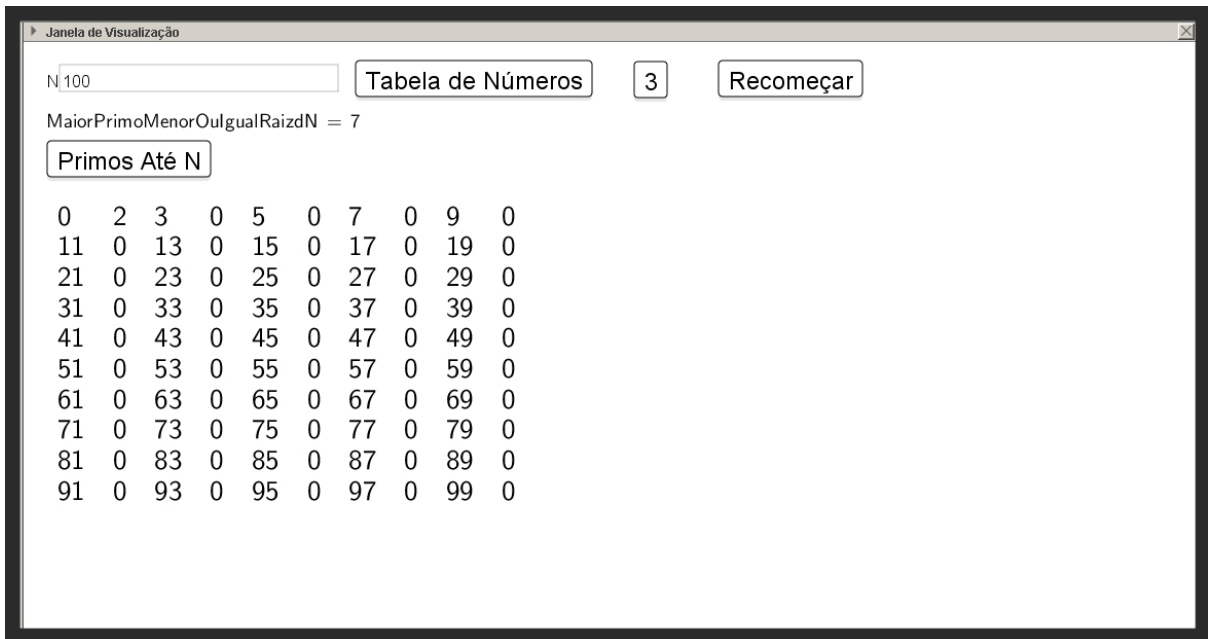 Janela de Visualização
N 100 Tabela de Números 3 Recomeçar
MaiorPrimoMenorOuIgualRaizdN = 7
Primos Até N
0 2 3 0 5 0 7 0 9 0
11 0 13 0 15 0 17 0 19 0
21 0 23 0 25 0 27 0 29 0
31 0 33 0 35 0 37 0 39 0
41 0 43 0 45 0 47 0 49 0
51 0 53 0 55 0 57 0 59 0
61 0 63 0 65 0 67 0 69 0
71 0 73 0 75 0 77 0 79 0
81 0 83 0 85 0 87 0 89 0
91 0 93 0 95 0 97 0 99 0